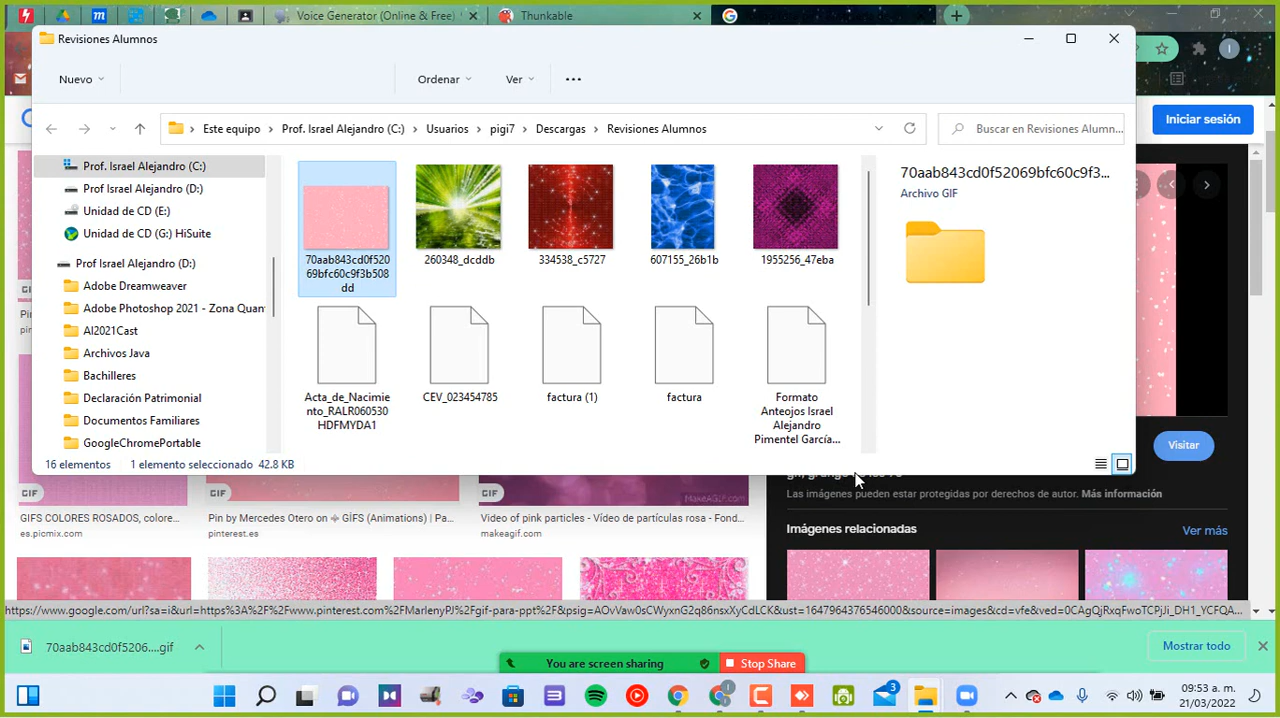 Voice Generator (Online & Free)
Thunkable
Revisiones Alumnos
Nuevo
Ordenar
Ver
Este equipo > Prof. Israel Alejandro (C:) > Usuarios > pigi7 > Descargas > Revisiones Alumnos
Buscar en Revisiones Alumn...
Iniciar sesión
Prof. Israel Alejandro (C:)
Prof Israel Alejandro (D:)
Unidad de CD (E:)
Unidad de CD (G:) HiSuite
Prof Israel Alejandro (D:)
Adobe Dreamweaver
Adobe Photoshop 2021 - Zona Quan
AI2021Cast
Archivos Java
Bachilleres
Declaración Patrimonial
Documentos Familiares
GoogleChromePortable
70aab843cd0f520
69bfc60c9f3b508
dd
260348_dcddb
334538_c5727
607155_26b1b
1955256_47eba
Acta_de_Nacimie
nto_RALR060530
HDFMYDA1
CEV_023454785
factura (1)
factura
Formato
Anteojos Israel
Alejandro
Pimentel García...
70aab843cd0f52069bfc60c9f3...
Archivo GIF
16 elementos
1 elemento seleccionado 42.8 KB
Visitar
Las imágenes pueden estar protegidas por derechos de autor. Más información
GIF
GIF
GIF
MakeAGIF.com
GIFS COLORES ROSADOS, colore...
es.picmix.com
Pin by Mercedes Otero on GÍFS (Animations) | Pa...
pinterest.es
Video of pink particles - Vídeo de partículas rosa - Fond...
makeagif.com
Imágenes relacionadas
Ver más
70aab843cd0f5206....gif
Mostrar todo
You are screen sharing
Stop Share
3
09:53 a. m.
21/03/2022